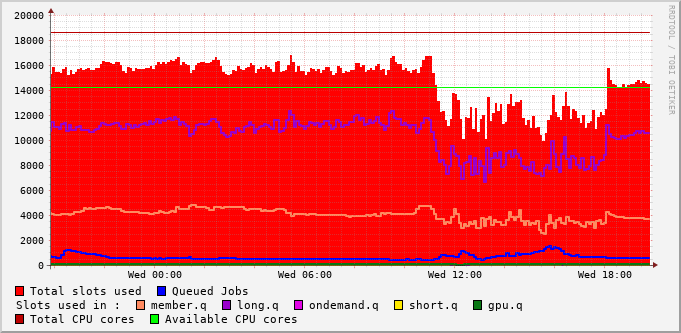 RRDTOOL / TOBI OETIKER
20000
18000
16000
14000
12000
10000
8000
6000
4000
2000
0
Wed 00:00 Wed 06:00 Wed 12:00 Wed 18:00
Total slots used Queued Jobs
Slots used in : member.q long.q ondemand.q short.q gpu.q
Total CPU cores Available CPU cores